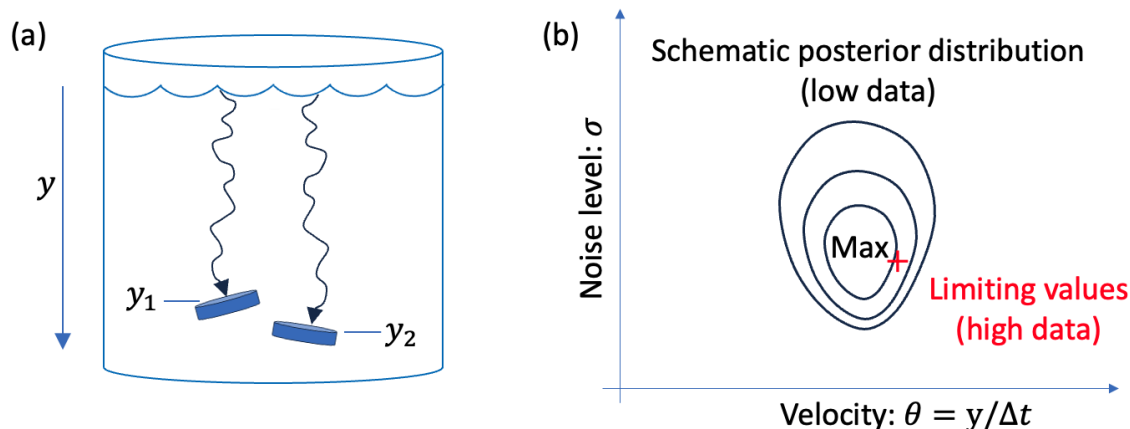 (a)
y
y₁
y₂
(b)
Schematic posterior distribution
(low data)
Noise level: σ
Max
Limiting values
(high data)
Velocity: θ = y/Δt